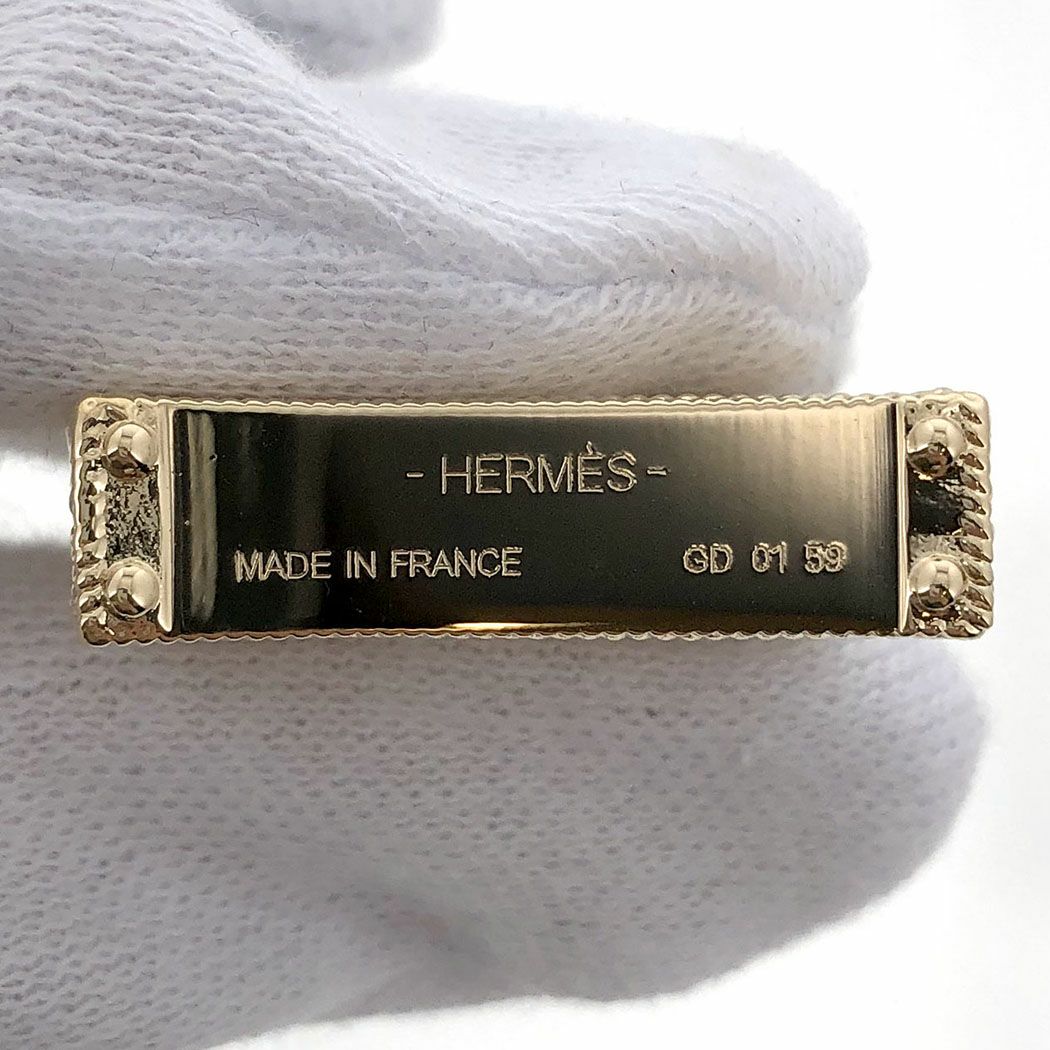 - HERMÈS -
MADE IN FRANCE GD 01 59